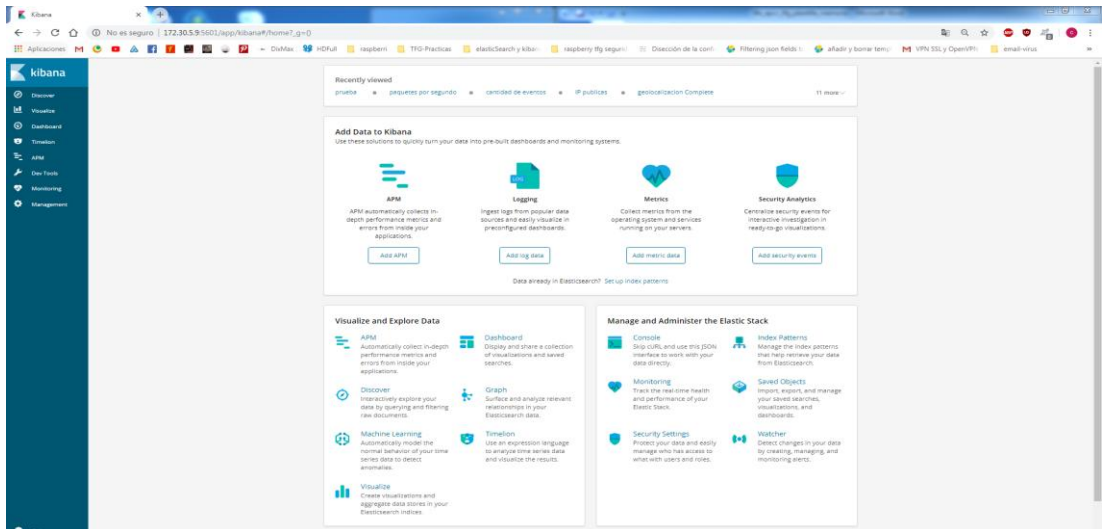 Kibana
No es seguro | 172.30.5.9:5601/app/kibana#/home?_g=()
Aplicaciones
DivMax
HDFull
raspberri
TFG-Practicas
elasticSearch y kiban
raspberry tfg segurid
Disección de la cont
Filtering json fields
añadir y borrar temp
VPN SSL y OpenVPN
email-virus
kibana
Discover
Visualize
Dashboard
Timelion
APM
Dev Tools
Monitoring
Management
Recently viewed
prueba
paquetes por segundo
cantidad de eventos
IP publicas
geolocalizacion Complete
11 more
Add Data to Kibana
Use these solutions to quickly turn your data into pre-built dashboards and monitoring systems.
APM
APM automatically collects in-
depth performance metrics and
errors from inside your
applications.
Add APM
LOG
Logging
Ingest logs from popular data
sources and easily visualize in
preconfigured dashboards.
Add log data
Metrics
Collect metrics from the
operating system and services
running on your servers.
Add metric data
Security Analytics
Centralize security events for
interactive investigation in
ready-to-go visualizations.
Add security events
Data already in Elasticsearch? Set up index patterns
Visualize and Explore Data
APM
Automatically collect in-depth
performance metrics and
errors from inside your
applications.
Dashboard
Display and share a collection
of visualizations and saved
searches.
Discover
Interactively explore your
data by querying and filtering
raw documents.
Graph
Surface and analyze relevant
relationships in your
Elasticsearch data.
Machine Learning
Automatically model the
normal behavior of your time
series data to detect
anomalies.
Timelion
Use an expression language
to analyze time series data
and visualize the results.
Visualize
Create visualizations and
aggregate data stores in your
Elasticsearch indices.
Manage and Administer the Elastic Stack
Console
Skip cURL and use this JSON
interface to work with your
data directly.
Index Patterns
Manage the index patterns
that help retrieve your data
from Elasticsearch.
Monitoring
Track the real-time health
and performance of your
Elastic Stack.
Saved Objects
Import, export, and manage
your saved searches,
visualizations, and
dashboards.
Security Settings
Protect your data and easily
manage who has access to
what with users and roles.
Watcher
Detect changes in your data
by creating, managing, and
monitoring alerts.